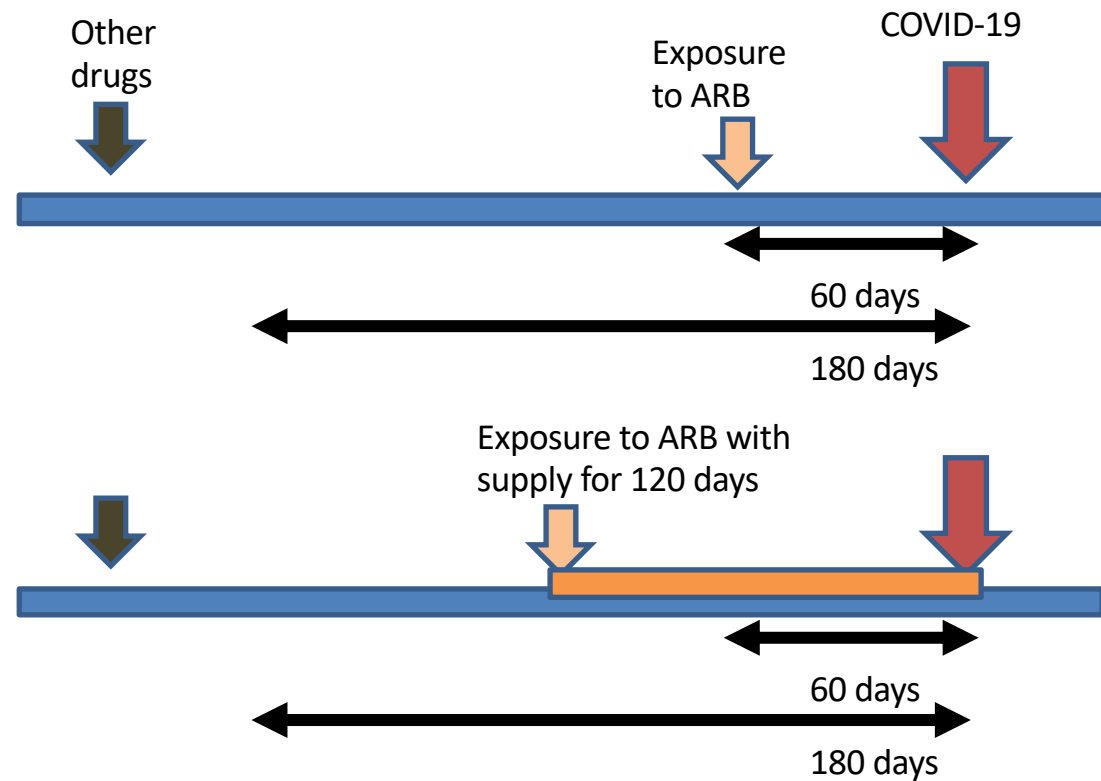 Other
drugs
Exposure
to ARB
COVID-19
60 days
180 days
Exposure to ARB with
supply for 120 days
60 days
180 days